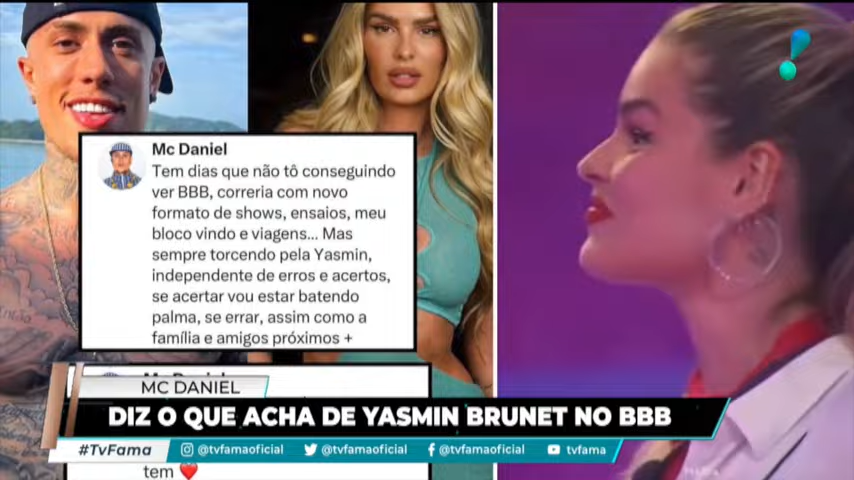 Mc Daniel
Tem dias que não tô conseguindo
ver BBB, correria com novo
formato de shows, ensaios, meu
bloco vindo e viagens... Mas
sempre torcendo pela Yasmin,
independente de erros e acertos,
se acertar vou estar batendo
palma, se errar, assim como a
família e amigos próximos +
MC DANIEL
DIZ O QUE ACHA DE YASMIN BRUNET NO BBB
#TvFama @tvfamaoficial @tvfamaoficial @tvfamaoficial tvfama
tem ❤️